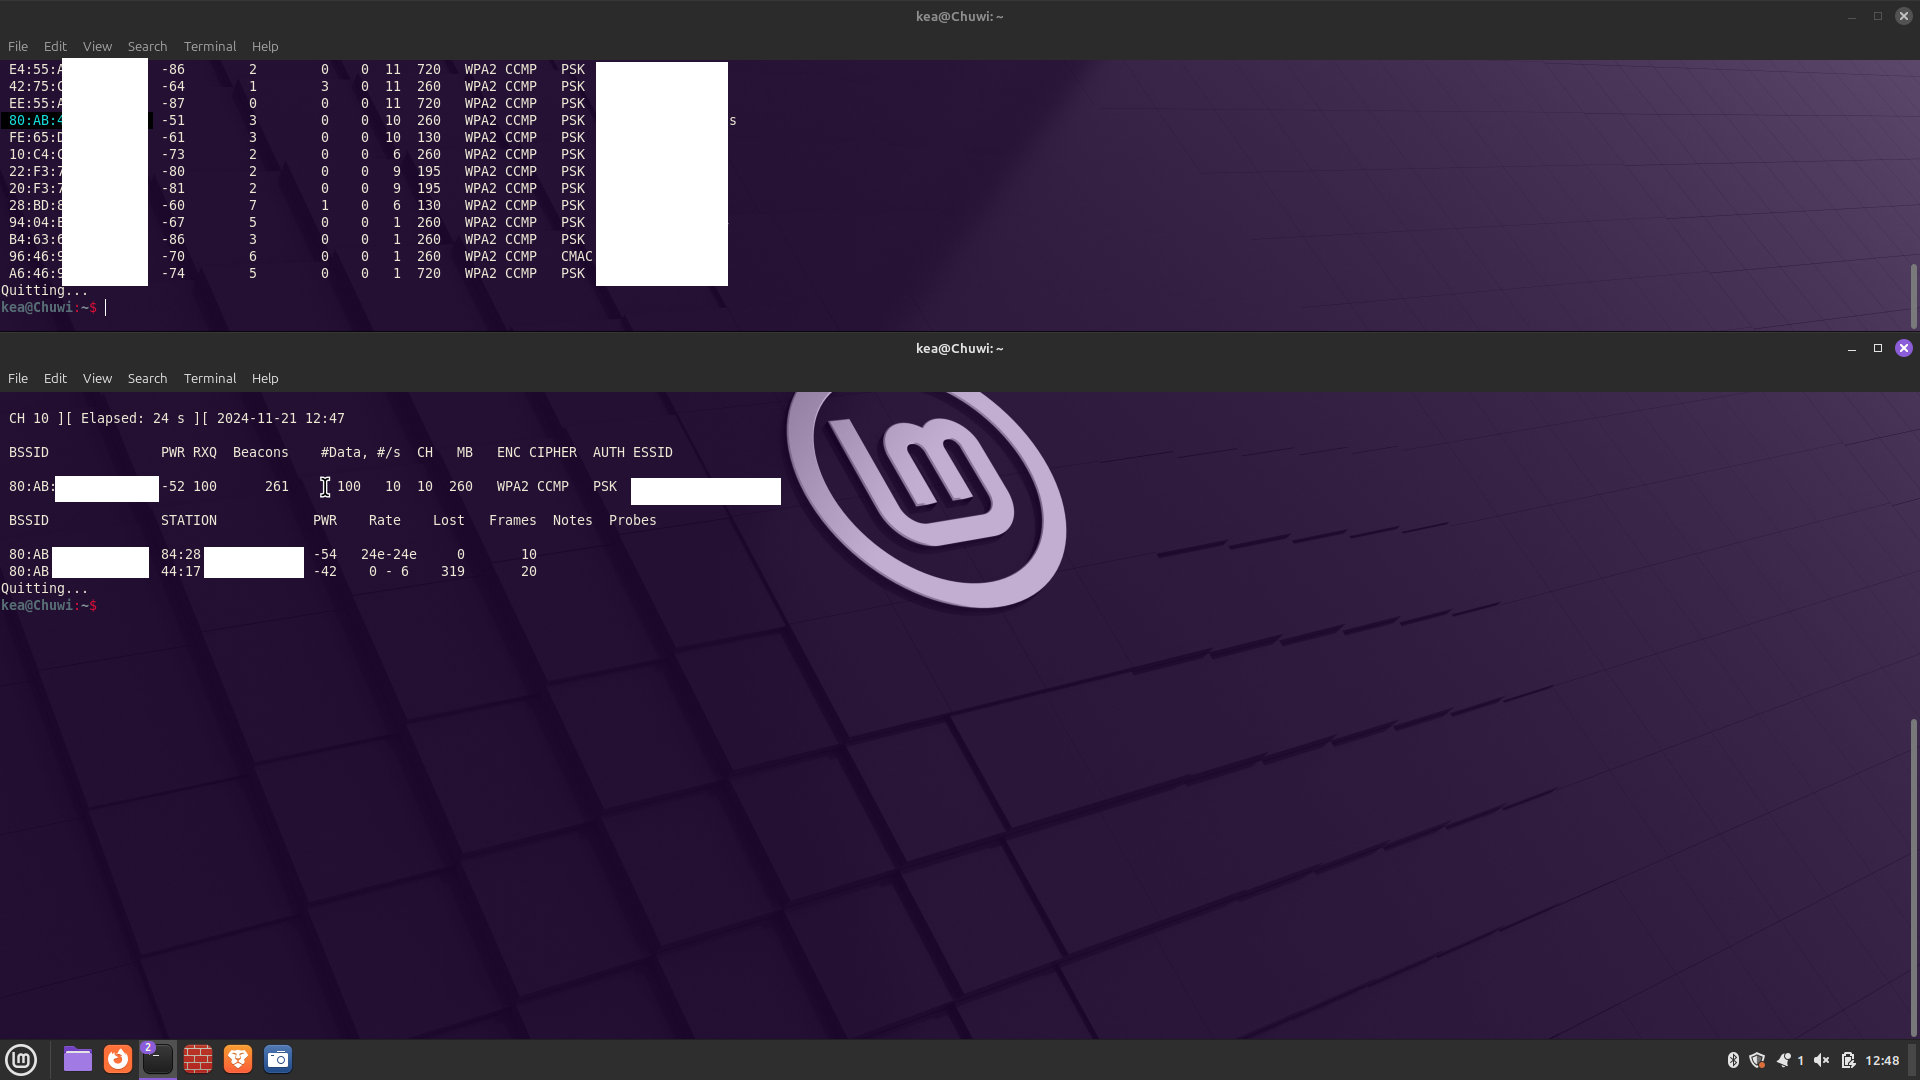 kea@Chuwi: ~
File Edit View Search Terminal Help
E4:55:A -86 2 0 0 11 720 WPA2 CCMP PSK
42:75:C -64 1 3 0 11 260 WPA2 CCMP PSK
EE:55:A -87 0 0 0 11 720 WPA2 CCMP PSK
80:AB:4 -51 3 0 0 10 260 WPA2 CCMP PSK s
FE:65:D -61 3 0 0 10 130 WPA2 CCMP PSK
10:C4:C -73 2 0 0 6 260 WPA2 CCMP PSK
22:F3:7 -80 2 0 0 9 195 WPA2 CCMP PSK
20:F3:7 -81 2 0 0 9 195 WPA2 CCMP PSK
28:BD:8 -60 7 1 0 6 130 WPA2 CCMP PSK
94:04:E -67 5 0 0 1 260 WPA2 CCMP PSK
B4:63:6 -86 3 0 0 1 260 WPA2 CCMP PSK
96:46:9 -70 6 0 0 1 260 WPA2 CCMP CMAC
A6:46:9 -74 5 0 0 1 720 WPA2 CCMP PSK
Quitting...
kea@Chuwi:~$
kea@Chuwi: ~
File Edit View Search Terminal Help
CH 10 ][ Elapsed: 24 s ][ 2024-11-21 12:47
BSSID PWR RXQ Beacons #Data, #/s CH MB ENC CIPHER AUTH ESSID
80:AB: -52 100 261 100 10 10 260 WPA2 CCMP PSK
BSSID STATION PWR Rate Lost Frames Notes Probes
80:AB 84:28 -54 24e-24e 0 10
80:AB 44:17 -42 0 - 6 319 20
Quitting...
kea@Chuwi:~$
2
1 12:48